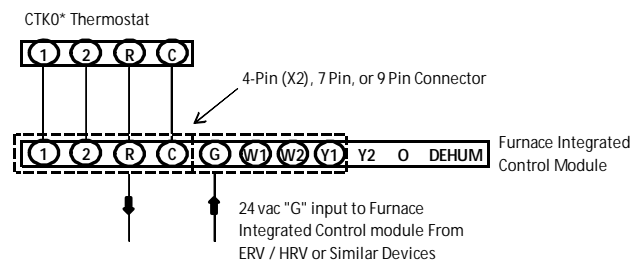 CTK0* Thermostat
1 2 R C
4-Pin (X2), 7 Pin, or 9 Pin Connector
1 2 R C G W1 W2 Y1 Y2 O DEHUM
Furnace Integrated
Control Module
24 vac "G" input to Furnace
Integrated Control module From
ERV / HRV or Similar Devices